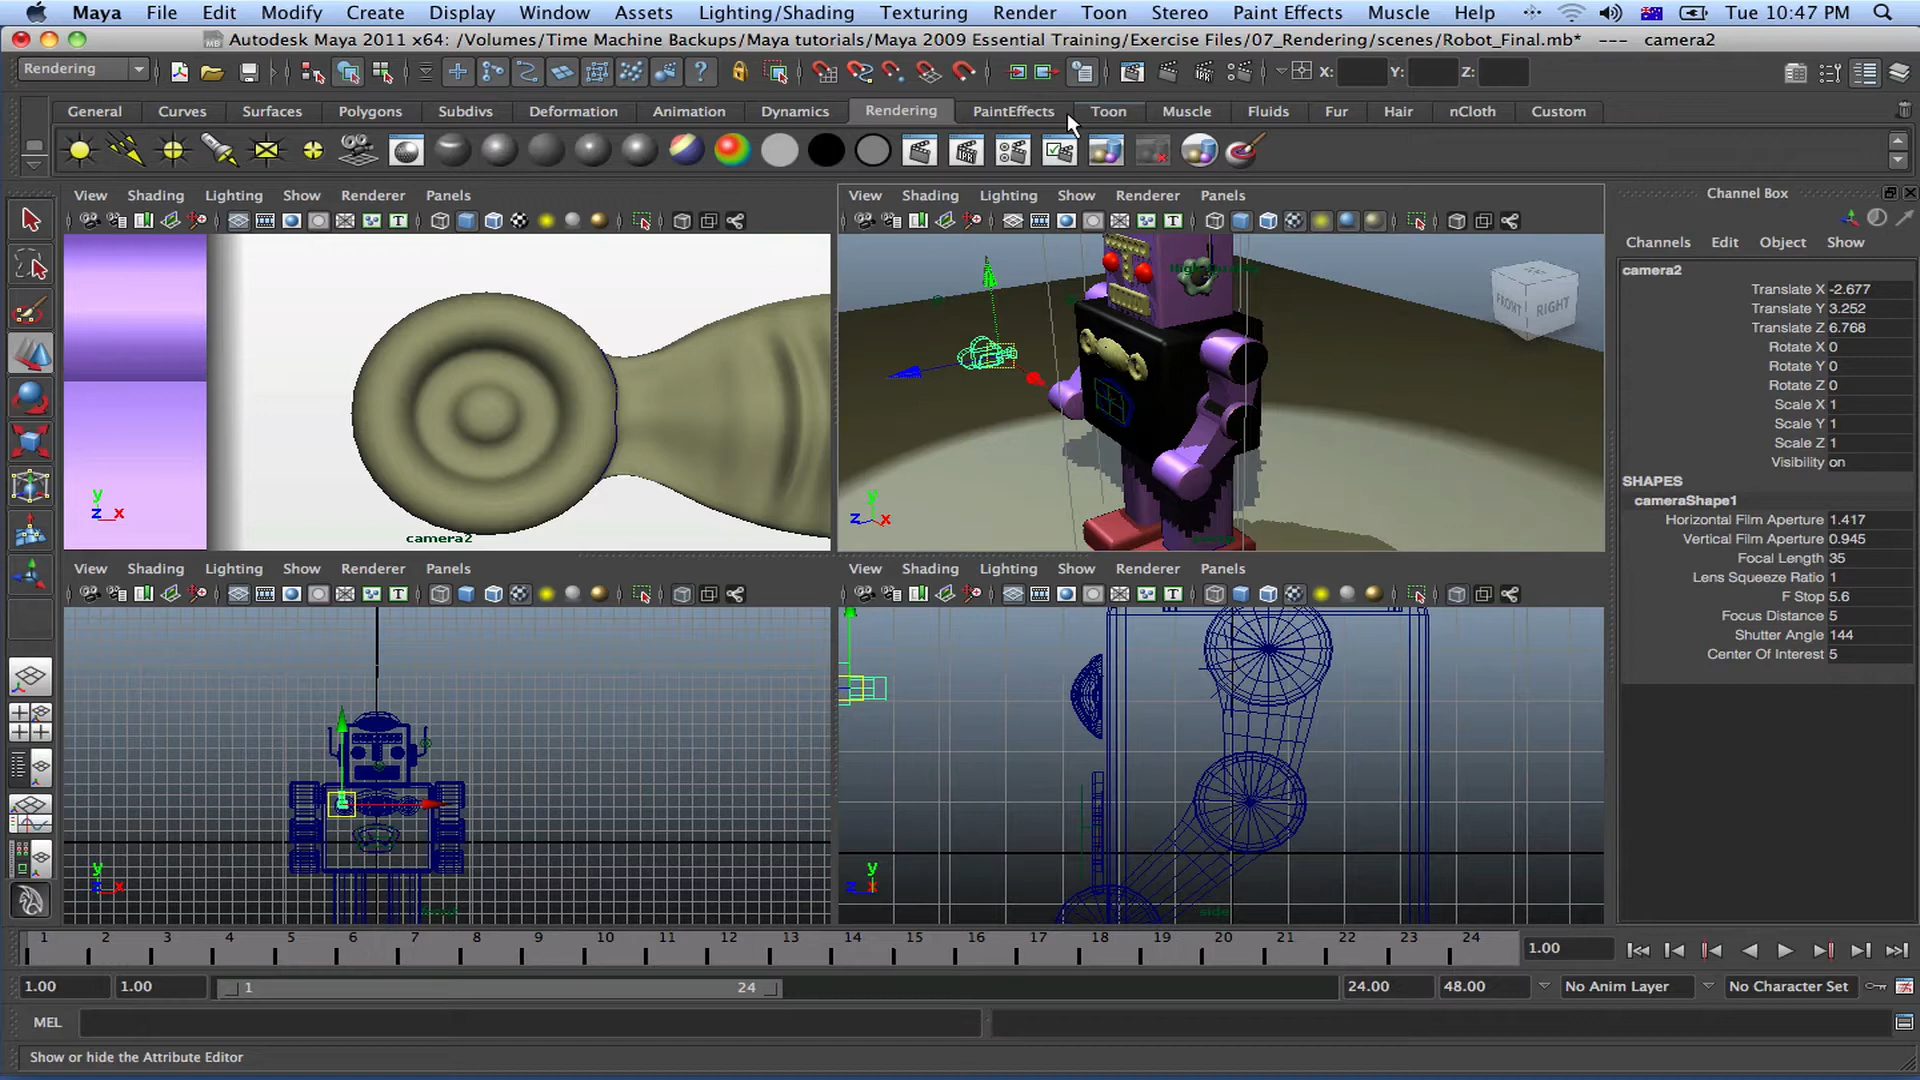 Maya File Edit Modify Create Display Window Assets Lighting/Shading Texturing Render Toon Stereo Paint Effects Muscle Help Tue 10:47 PM
Autodesk Maya 2011 x64: /Volumes/Time Machine Backups/Maya tutorials/Maya 2009 Essential Training/Exercise Files/07_Rendering/scenes/Robot_Final.mb* --- camera2
Rendering X: Y: Z:
General Curves Surfaces Polygons Subdivs Deformation Animation Dynamics Rendering PaintEffects Toon Muscle Fluids Fur Hair nCloth Custom
View Shading Lighting Show Renderer Panels
View Shading Lighting Show Renderer Panels
Channel Box
Channels Edit Object Show
camera2
Translate X -2.677
Translate Y 3.252
Translate Z 6.768
Rotate X 0
Rotate Y 0
Rotate Z 0
Scale X 1
Scale Y 1
Scale Z 1
Visibility on
SHAPES
cameraShape1
Horizontal Film Aperture 1.417
Vertical Film Aperture 0.945
Focal Length 35
Lens Squeeze Ratio 1
F Stop 5.6
Focus Distance 5
Shutter Angle 144
Center Of Interest 5
FRONT RIGHT
y
z x
camera2
y
z x
View Shading Lighting Show Renderer Panels
View Shading Lighting Show Renderer Panels
y
z x
y
z x
side
1 2 3 4 5 6 7 8 9 10 11 12 13 14 15 16 17 18 19 20 21 22 23 24 1.00
1.00 1.00 1 24 24.00 48.00 No Anim Layer No Character Set
MEL
Show or hide the Attribute Editor